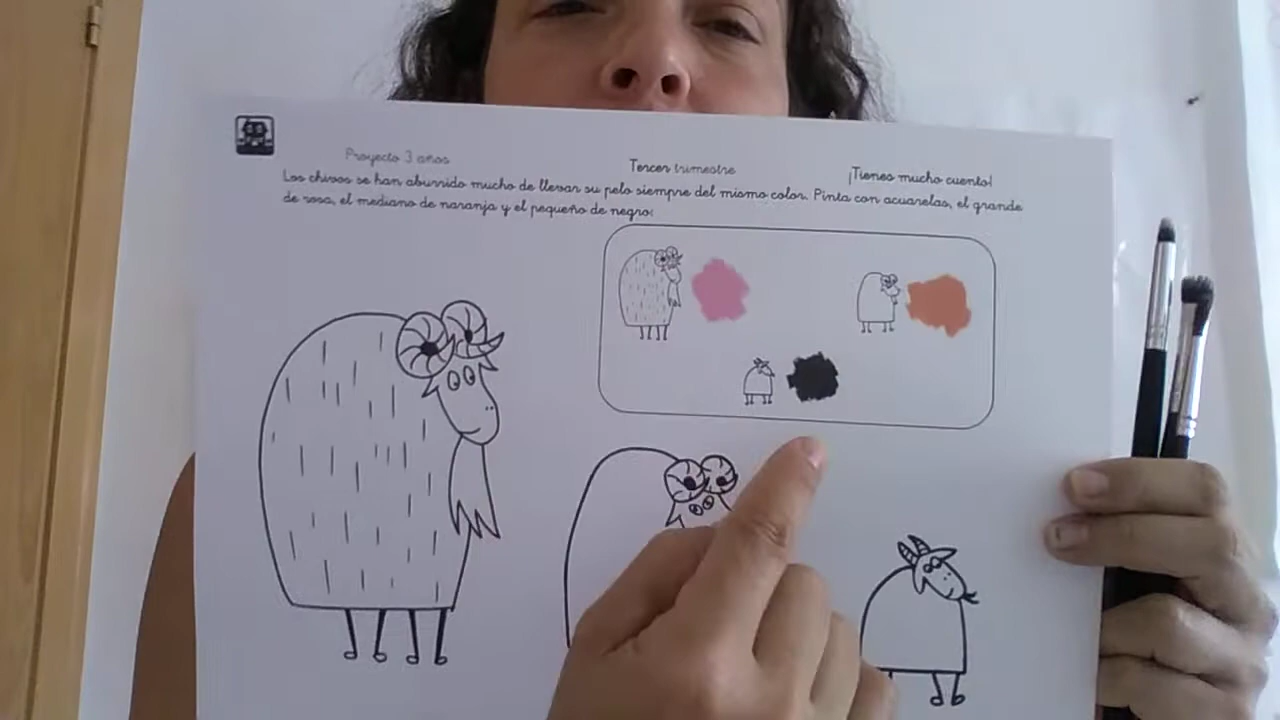 Proyecto 3 años
Tercer trimestre
¡Tienes mucho cuento!
Los chivos se han aburrido mucho de llevar su pelo siempre del mismo color. Pinta con acuarelas, el grande
de rosa, el mediano de naranja y el pequeño de negro: